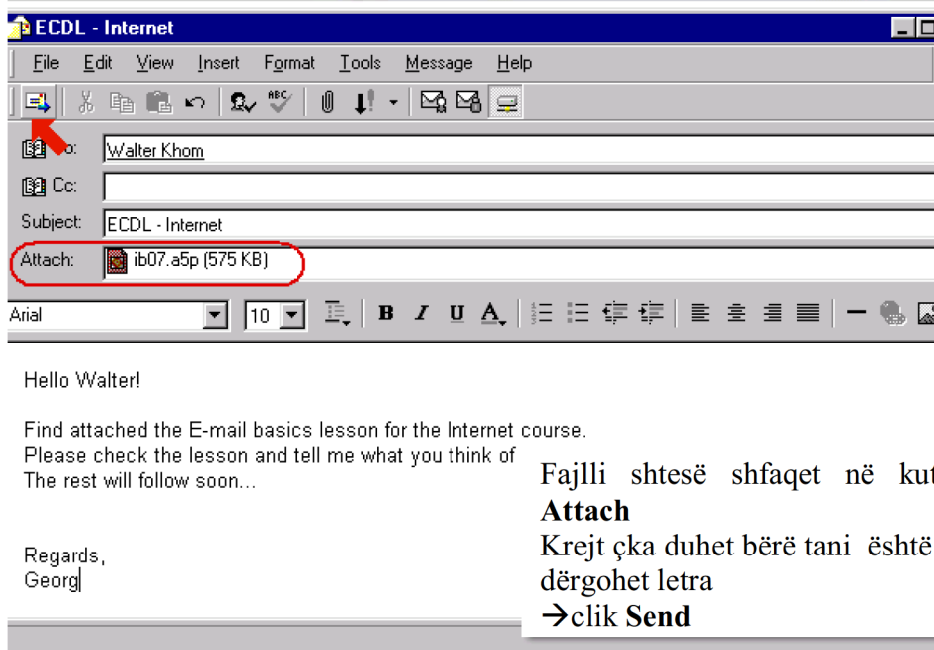 ECDL - Internet
File Edit View Insert Format Tools Message Help
ABC
To:
Walter Khom
Cc:
Subject: ECDL - Internet
Attach: ib07.a5p (575 KB)
Arial 10 B I U A
Hello Walter!
Find attached the E-mail basics lesson for the Internet course.
Please check the lesson and tell me what you think of
The rest will follow soon...
Regards,
Georg
Fajlli shtesë shfaqet në
Attach
Krejt çka duhet bërë tani është
dërgohet letra
→clik Send